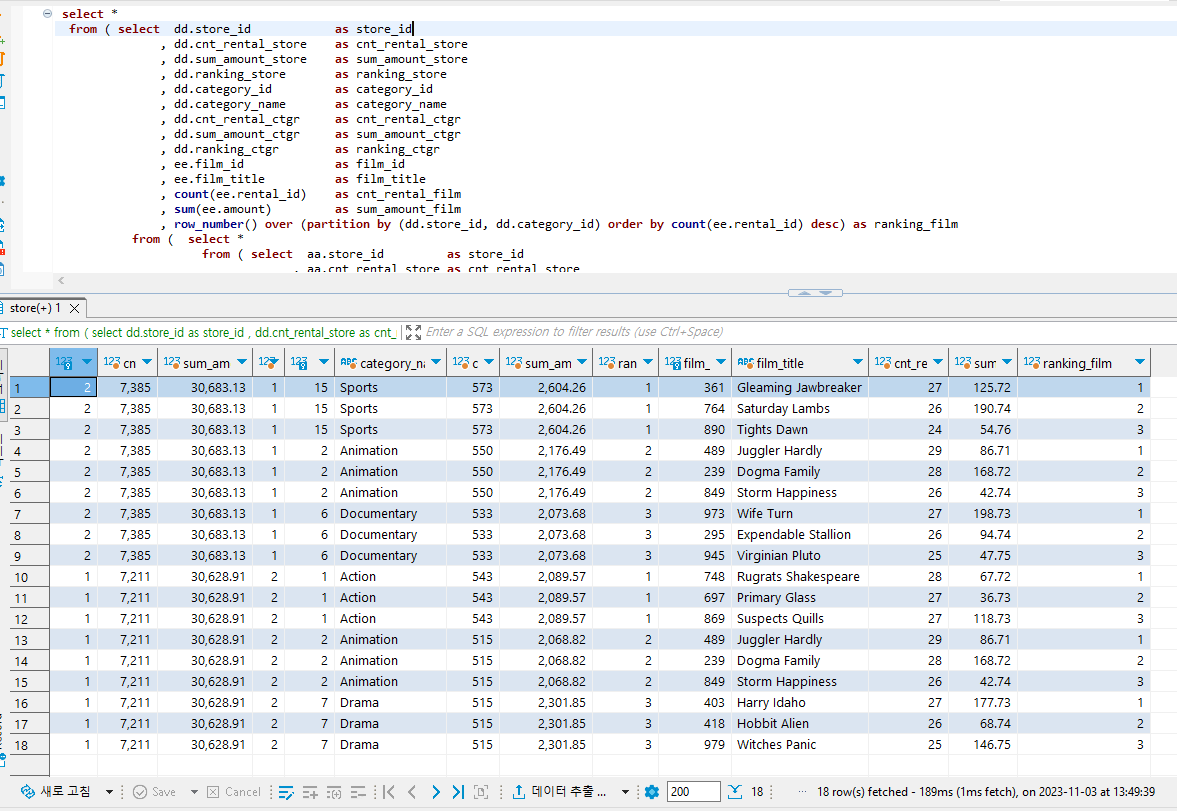 select *
from ( select dd.store_id as store_id
, dd.cnt_rental_store as cnt_rental_store
, dd.sum_amount_store as sum_amount_store
, dd.ranking_store as ranking_store
, dd.category_id as category_id
, dd.category_name as category_name
, dd.cnt_rental_ctgr as cnt_rental_ctgr
, dd.sum_amount_ctgr as sum_amount_ctgr
, dd.ranking_ctgr as ranking_ctgr
, ee.film_id as film_id
, ee.film_title as film_title
, count(ee.rental_id) as cnt_rental_film
, sum(ee.amount) as sum_amount_film
, row_number() over (partition by (dd.store_id, dd.category_id) order by count(ee.rental_id) desc) as ranking_film
from ( select *
from ( select aa.store_id as store_id
, aa.cnt_rental_store as cnt_rental_store
store(+) 1
select * from ( select dd.store_id as store_id , dd.cnt_rental_store as cnt_ Enter a SQL expression to filter results (use Ctrl+Space)
123 123 cn 123 sum_am 123 123 ABC category_na 123 c 123 sum_am 123 ran 123 film_ ABC film_title 123 cnt_re 123 sum 123 ranking_film
1 2 7,385 30,683.13 1 15 Sports 573 2,604.26 1 361 Gleaming Jawbreaker 27 125.72 1
2 2 7,385 30,683.13 1 15 Sports 573 2,604.26 1 764 Saturday Lambs 26 190.74 2
3 2 7,385 30,683.13 1 15 Sports 573 2,604.26 1 890 Tights Dawn 24 54.76 3
4 2 7,385 30,683.13 1 2 Animation 550 2,176.49 2 489 Juggler Hardly 29 86.71 1
5 2 7,385 30,683.13 1 2 Animation 550 2,176.49 2 239 Dogma Family 28 168.72 2
6 2 7,385 30,683.13 1 2 Animation 550 2,176.49 2 849 Storm Happiness 26 42.74 3
7 2 7,385 30,683.13 1 6 Documentary 533 2,073.68 3 973 Wife Turn 27 198.73 1
8 2 7,385 30,683.13 1 6 Documentary 533 2,073.68 3 295 Expendable Stallion 26 94.74 2
9 2 7,385 30,683.13 1 6 Documentary 533 2,073.68 3 945 Virginian Pluto 25 47.75 3
10 1 7,211 30,628.91 2 1 Action 543 2,089.57 1 748 Rugrats Shakespeare 28 67.72 1
11 1 7,211 30,628.91 2 1 Action 543 2,089.57 1 697 Primary Glass 27 36.73 2
12 1 7,211 30,628.91 2 1 Action 543 2,089.57 1 869 Suspects Quills 27 118.73 3
13 1 7,211 30,628.91 2 2 Animation 515 2,068.82 2 489 Juggler Hardly 29 86.71 1
14 1 7,211 30,628.91 2 2 Animation 515 2,068.82 2 239 Dogma Family 28 168.72 2
15 1 7,211 30,628.91 2 2 Animation 515 2,068.82 2 849 Storm Happiness 26 42.74 3
16 1 7,211 30,628.91 2 7 Drama 515 2,301.85 3 403 Harry Idaho 27 177.73 1
17 1 7,211 30,628.91 2 7 Drama 515 2,301.85 3 418 Hobbit Alien 26 68.74 2
18 1 7,211 30,628.91 2 7 Drama 515 2,301.85 3 979 Witches Panic 25 146.75 3
새로 고침 Save Cancel 데이터 추출 ... 200 18 ... 18 row(s) fetched - 189ms (1ms fetch), on 2023-11-03 at 13:49:39